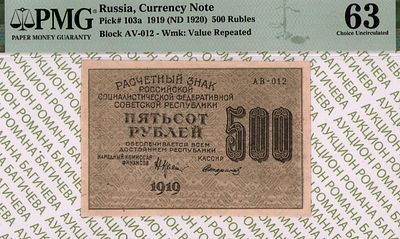 PMG
PAPER MONEY GUARANTY
Russia, Currency Note
Pick# 103a 1919 (ND 1920) 500 Rubles
Block AV-012 - Wmk: Value Repeated
63
Choice Uncirculated
РАСЧЕТНЫЙ ЗНАК
РОССИЙСКОЙ
СОЦИАЛИСТИЧЕСКОЙ ФЕДЕРАТИВНОЙ
СОВЕТСКОЙ РЕСПУБЛИКИ
АВ-012
ПЯТЬСОТ
РУБЛЕЙ
500
ОБЕСПЕЧИВАЕТСЯ ВСЕМ
ДОСТОЯНИЕМ РЕСПУБЛИКИ
НАРОДНЫЙ КОМИССАР
ФИНАНСОВ
КАССИР
1919
АУКЦИОН РОМАНА БАГЛИЧЕВА